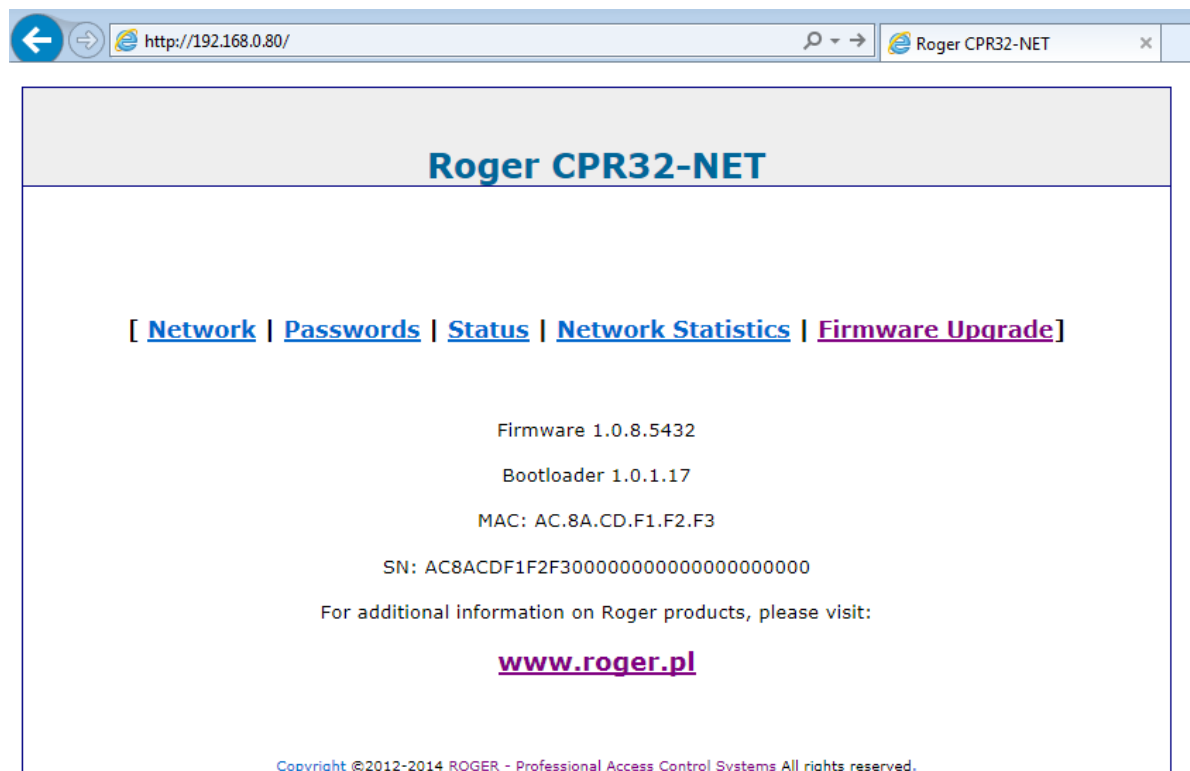 http://192.168.0.80/
Roger CPR32-NET
Roger CPR32-NET
[ Network | Passwords | Status | Network Statistics | Firmware Upgrade]
Firmware 1.0.8.5432
Bootloader 1.0.1.17
MAC: AC.8A.CD.F1.F2.F3
SN: AC8ACDF1F2F300000000000000000000
For additional information on Roger products, please visit:
www.roger.pl
Copyright ©2012-2014 ROGER - Professional Access Control Systems All rights reserved.